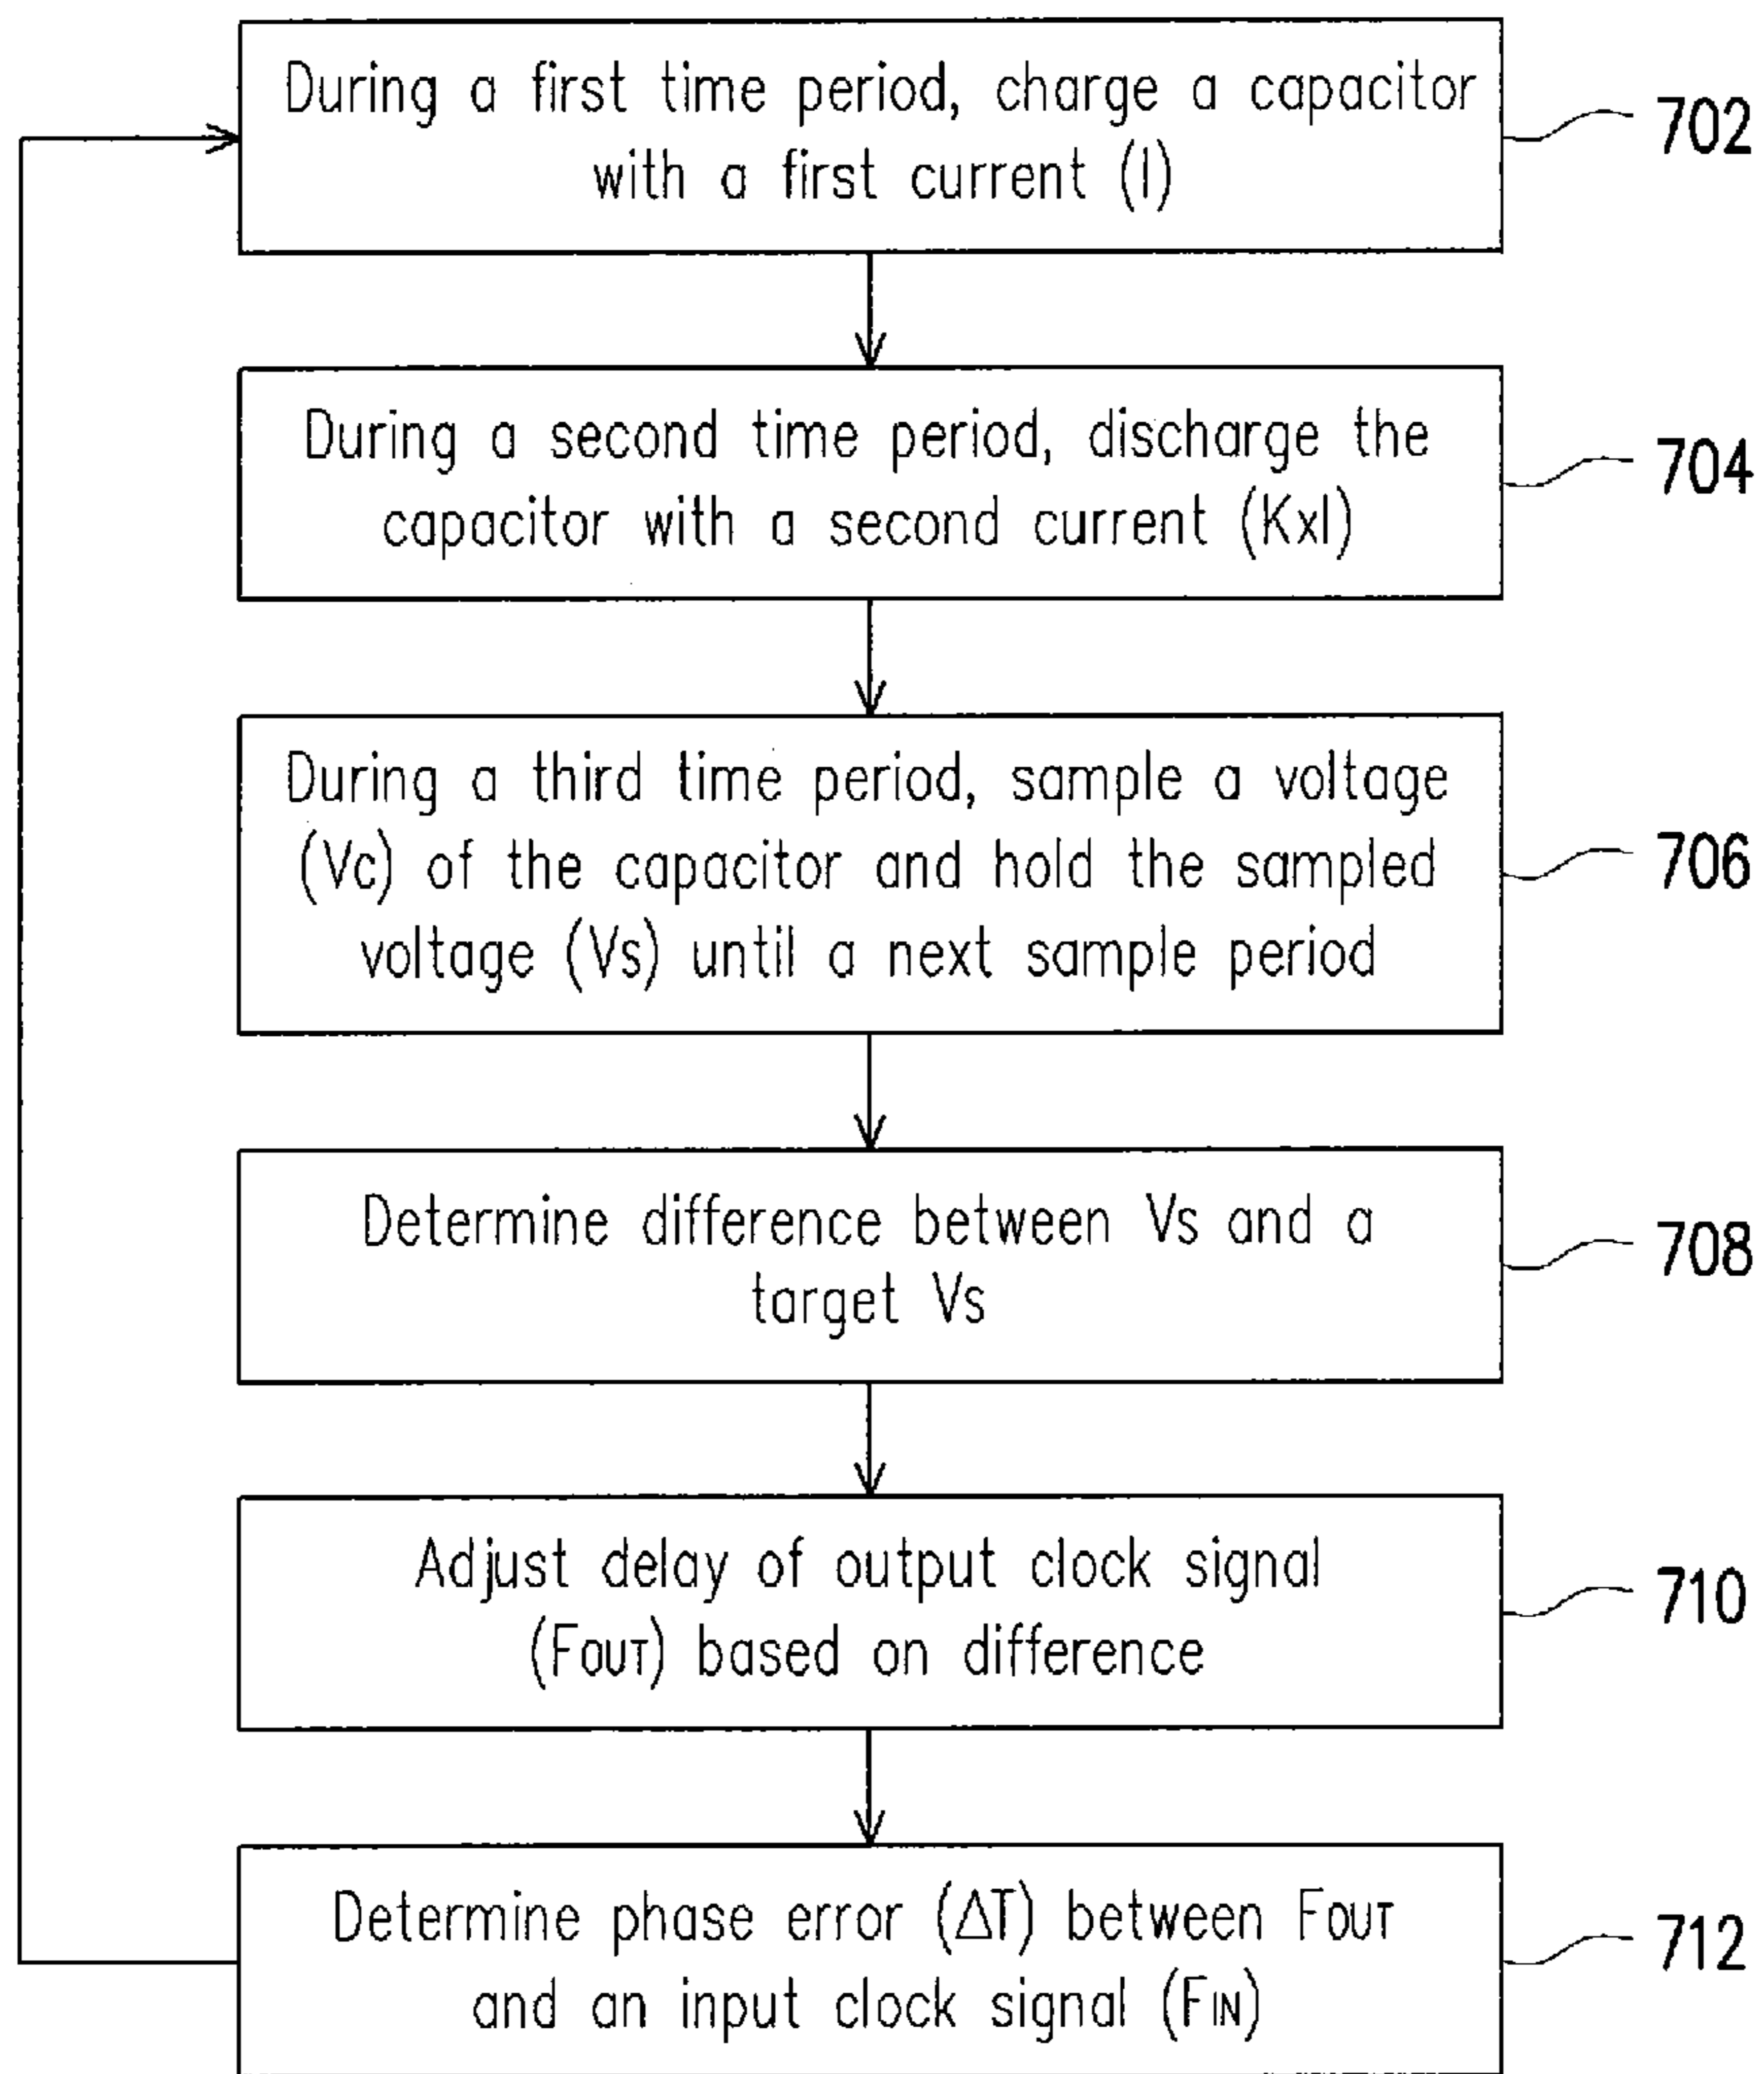 During a first time period, charge a capacitor
with a first current (I)
702
During a second time period, discharge the
capacitor with a second current (KxI)
704
During a third time period, sample a voltage
(Vc) of the capacitor and hold the sampled
voltage (Vs) until a next sample period
706
Determine difference between Vs and a
target Vs
708
Adjust delay of output clock signal
(FOUT) based on difference
710
Determine phase error (ΔT) between FOUT
and an input clock signal (FIN)
712